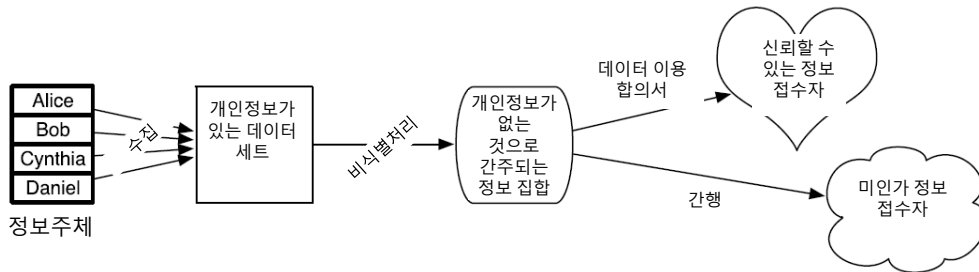 Alice
Bob
Cynthia
Daniel
정보주체
수집
개인정보가
있는 데이터
세트
비식별처리
개인정보가
없는
것으로
간주되는
정보 집합
데이터 이용
합의서
신뢰할 수
있는 정보
접수자
간행
미인가 정보
접수자